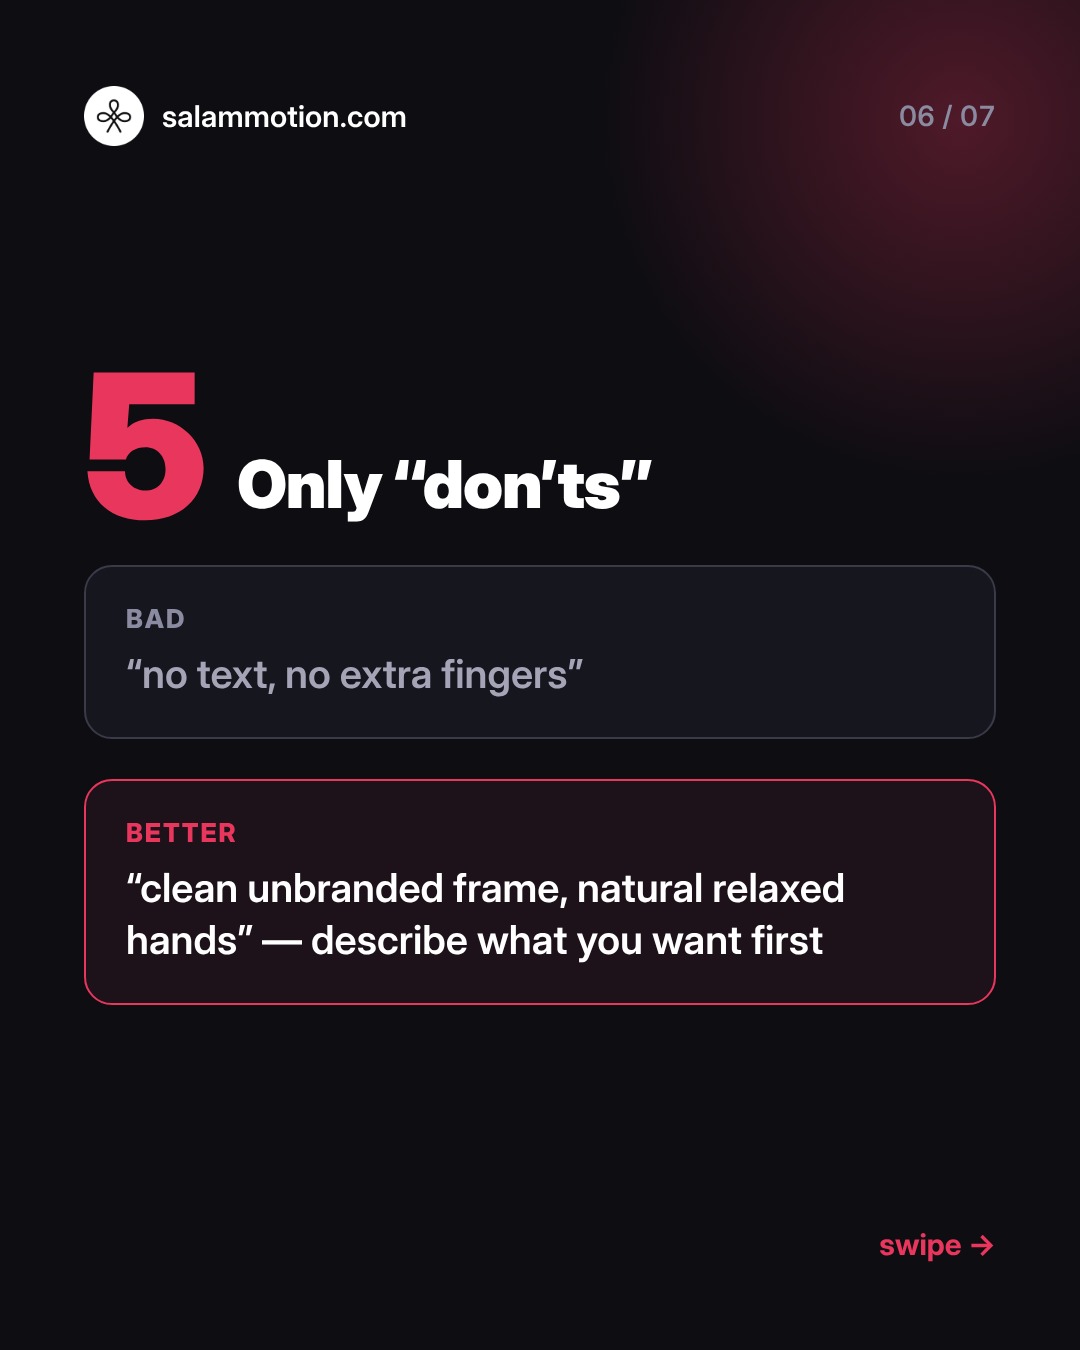 salammotion.com
06 / 07
5
Only “don’ts”
BAD
“no text, no extra fingers”
BETTER
“clean unbranded frame, natural relaxed
hands” — describe what you want first
swipe →